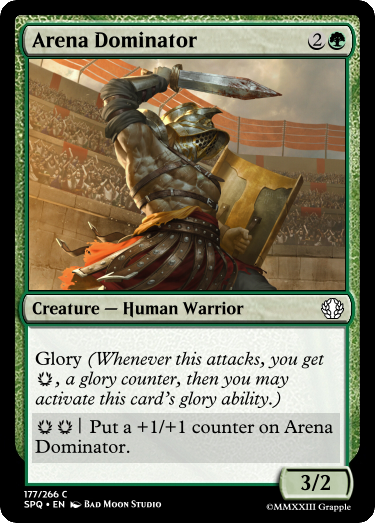 Arena Dominator 2
Creature — Human Warrior
Glory (Whenever this attacks, you get
, a glory counter, then you may
activate this card's glory ability.)
| Put a +1/+1 counter on Arena
Dominator.
3/2
177/266 C
SPQ • EN Bad Moon Studio
©MMXXIII Grapple